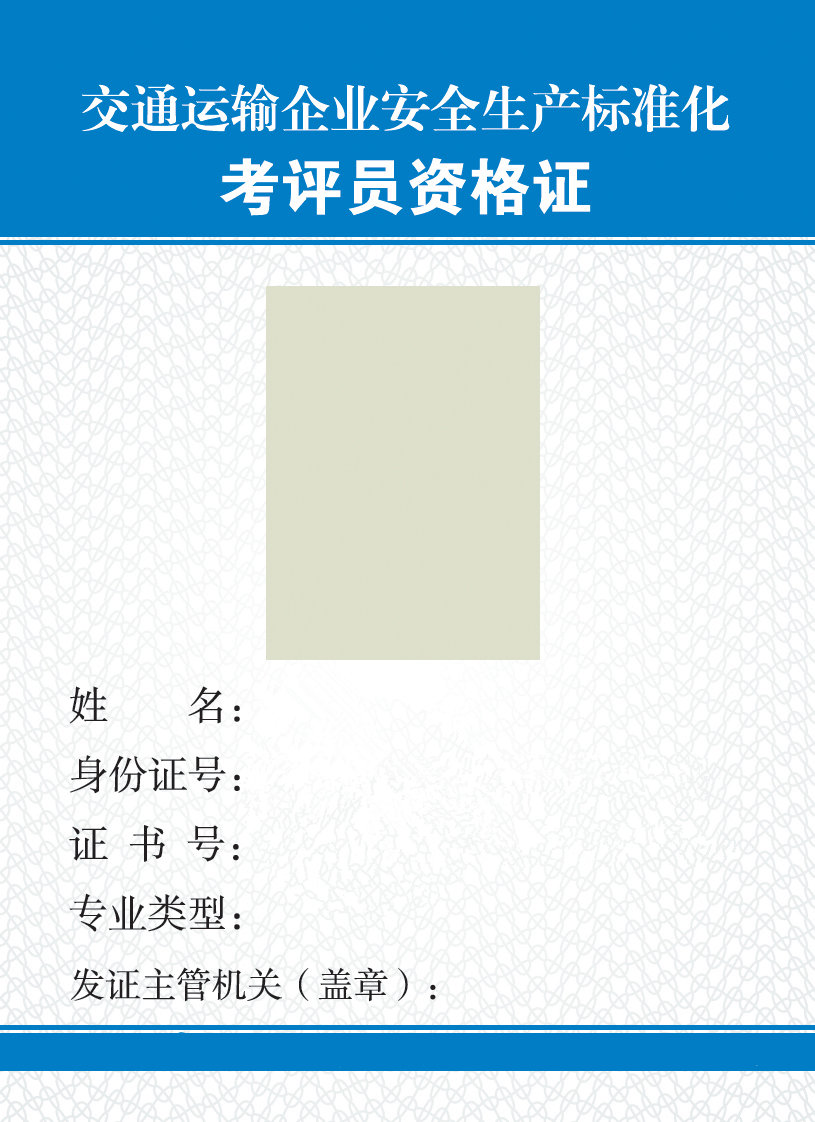 交通运输企业安全生产标准化
考评员资格证
姓 名：
身份证号：
证 书 号：
专业类型：
发证主管机关（盖章）：